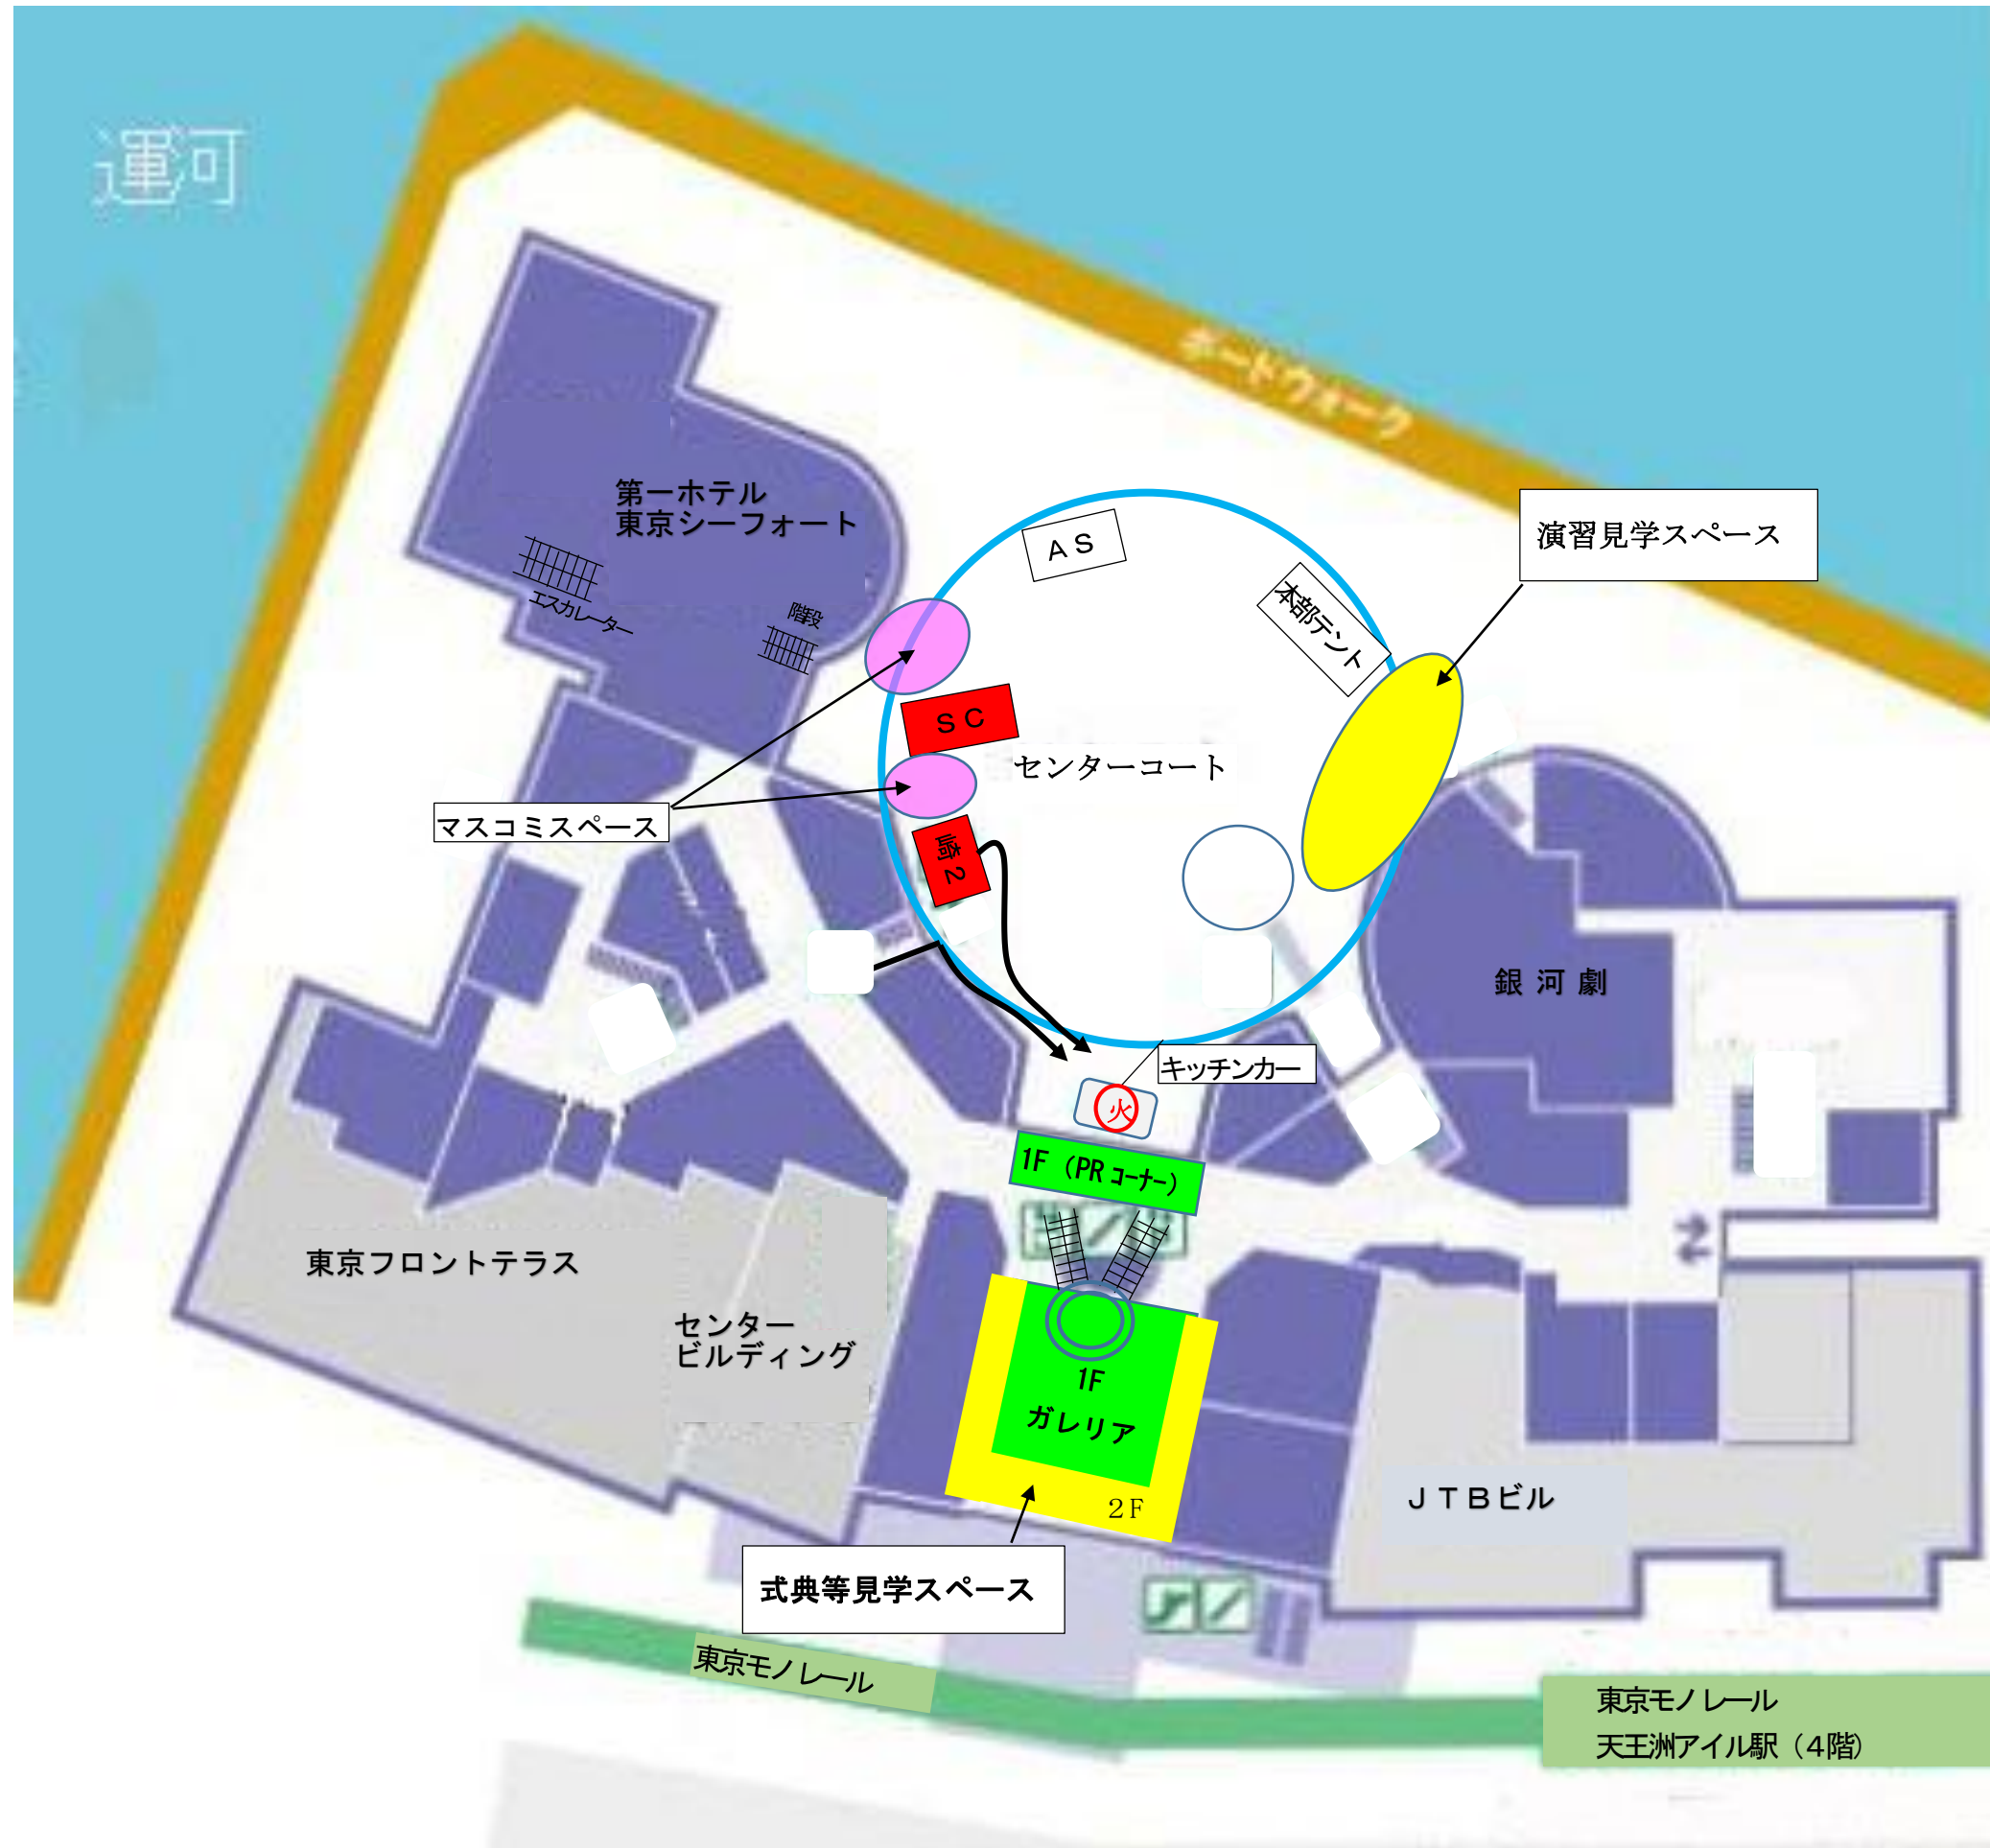 運河
ボードウォーク
第一ホテル
東京シーフォート
エスカレーター
階段
ＡＳ
本部テント
演習見学スペース
ＳＣ
センターコート
マスコミスペース
崎２
銀 河 劇
キッチンカー
火
1F（PRコーナー）
東京フロントテラス
センター
ビルディング
1F
ガレリア
２F
ＪＴＢビル
式典等見学スペース
東京モノレール
東京モノレール
天王洲アイル駅（４階）